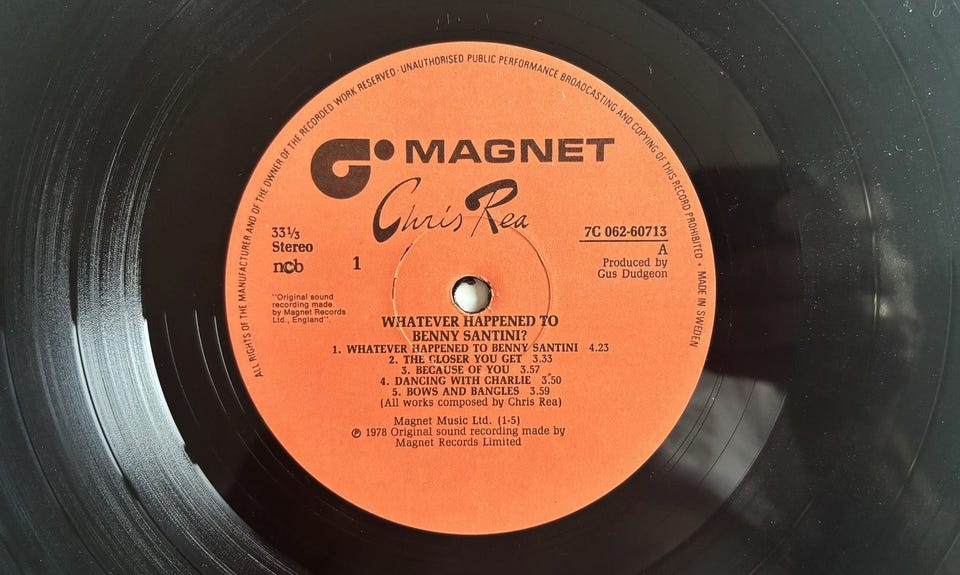 ALL RIGHTS OF THE MANUFACTURER AND OF THE OWNER OF THE RECORDED WORK RESERVED · UNAUTHORISED PUBLIC PERFORMANCE BROADCASTING AND COPYING OF THIS RECORD PROHIBITED • MADE IN SWEDEN
MAGNET
Chris Rea
33⅓
Stereo
ncb
1
7C 062-60713
A
Produced by
Gus Dudgeon
"Original sound
recording made
by Magnet Records
Ltd., England".
WHATEVER HAPPENED TO
BENNY SANTINI?
1. WHATEVER HAPPENED TO BENNY SANTINI 4.23
2. THE CLOSER YOU GET 3.33
3. BECAUSE OF YOU 3.57
4. DANCING WITH CHARLIE 3.50
5. BOWS AND BANGLES 3.59
(All works composed by Chris Rea)
Magnet Music Ltd. (1-5)
℗ 1978 Original sound recording made by
Magnet Records Limited